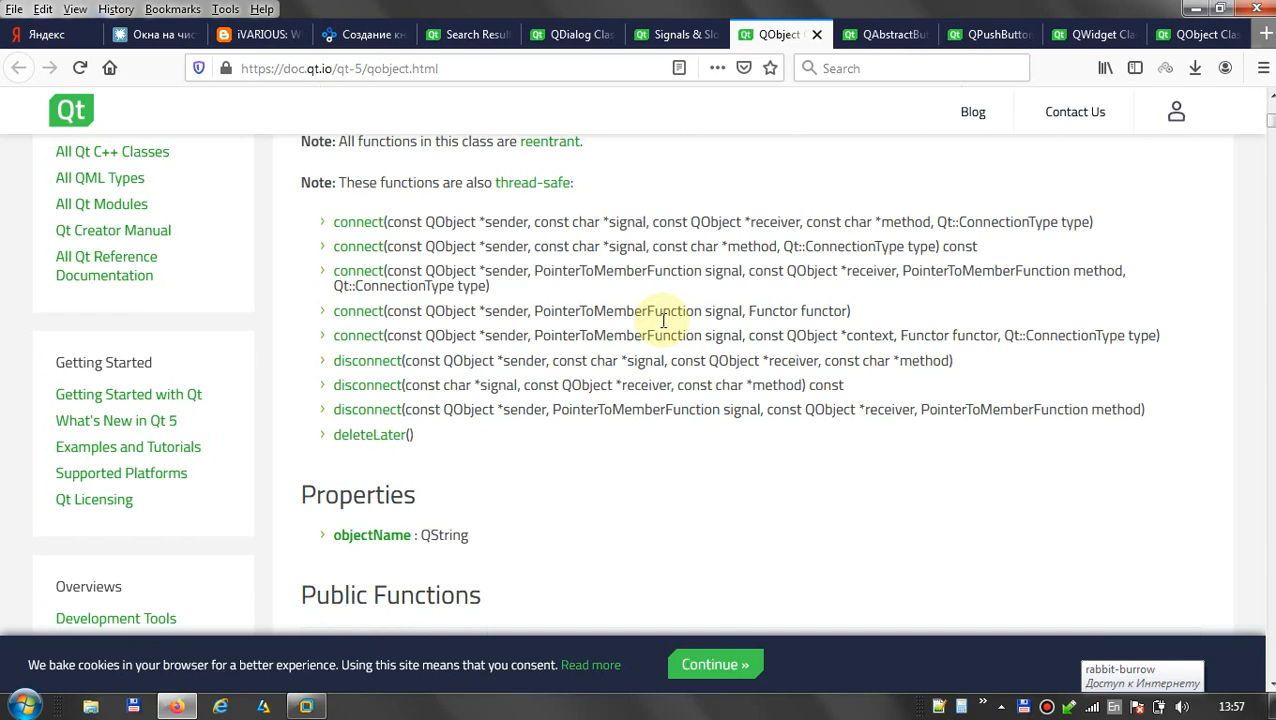 File Edit View History Bookmarks Tools Help
Яндекс
Окна на чис
iVARIOUS: W
Создание кн
Qt Search Resul
Qt QDialog Clas
Qt Signals & Slo
Qt QObject
Qt QAbstractBu
Qt QPushButton
Qt QWidget Cla
Qt QObject Clas
https://doc.qt.io/qt-5/qobject.html
Search
Qt
Blog
Contact Us
All Qt C++ Classes
All QML Types
All Qt Modules
Qt Creator Manual
All Qt Reference
Documentation
Getting Started
Getting Started with Qt
What's New in Qt 5
Examples and Tutorials
Supported Platforms
Qt Licensing
Overviews
Development Tools
Note: All functions in this class are reentrant.
Note: These functions are also thread-safe:
connect(const QObject *sender, const char *signal, const QObject *receiver, const char *method, Qt::ConnectionType type)
connect(const QObject *sender, const char *signal, const char *method, Qt::ConnectionType type) const
connect(const QObject *sender, PointerToMemberFunction signal, const QObject *receiver, PointerToMemberFunction method,
Qt::ConnectionType type)
connect(const QObject *sender, PointerToMemberFunction signal, Functor functor)
connect(const QObject *sender, PointerToMemberFunction signal, const QObject *context, Functor functor, Qt::ConnectionType type)
disconnect(const QObject *sender, const char *signal, const QObject *receiver, const char *method)
disconnect(const char *signal, const QObject *receiver, const char *method) const
disconnect(const QObject *sender, PointerToMemberFunction signal, const QObject *receiver, PointerToMemberFunction method)
deleteLater()
Properties
objectName : QString
Public Functions
We bake cookies in your browser for a better experience. Using this site means that you consent. Read more
Continue »
rabbit-burrow
Доступ к Интернету
En
13:57